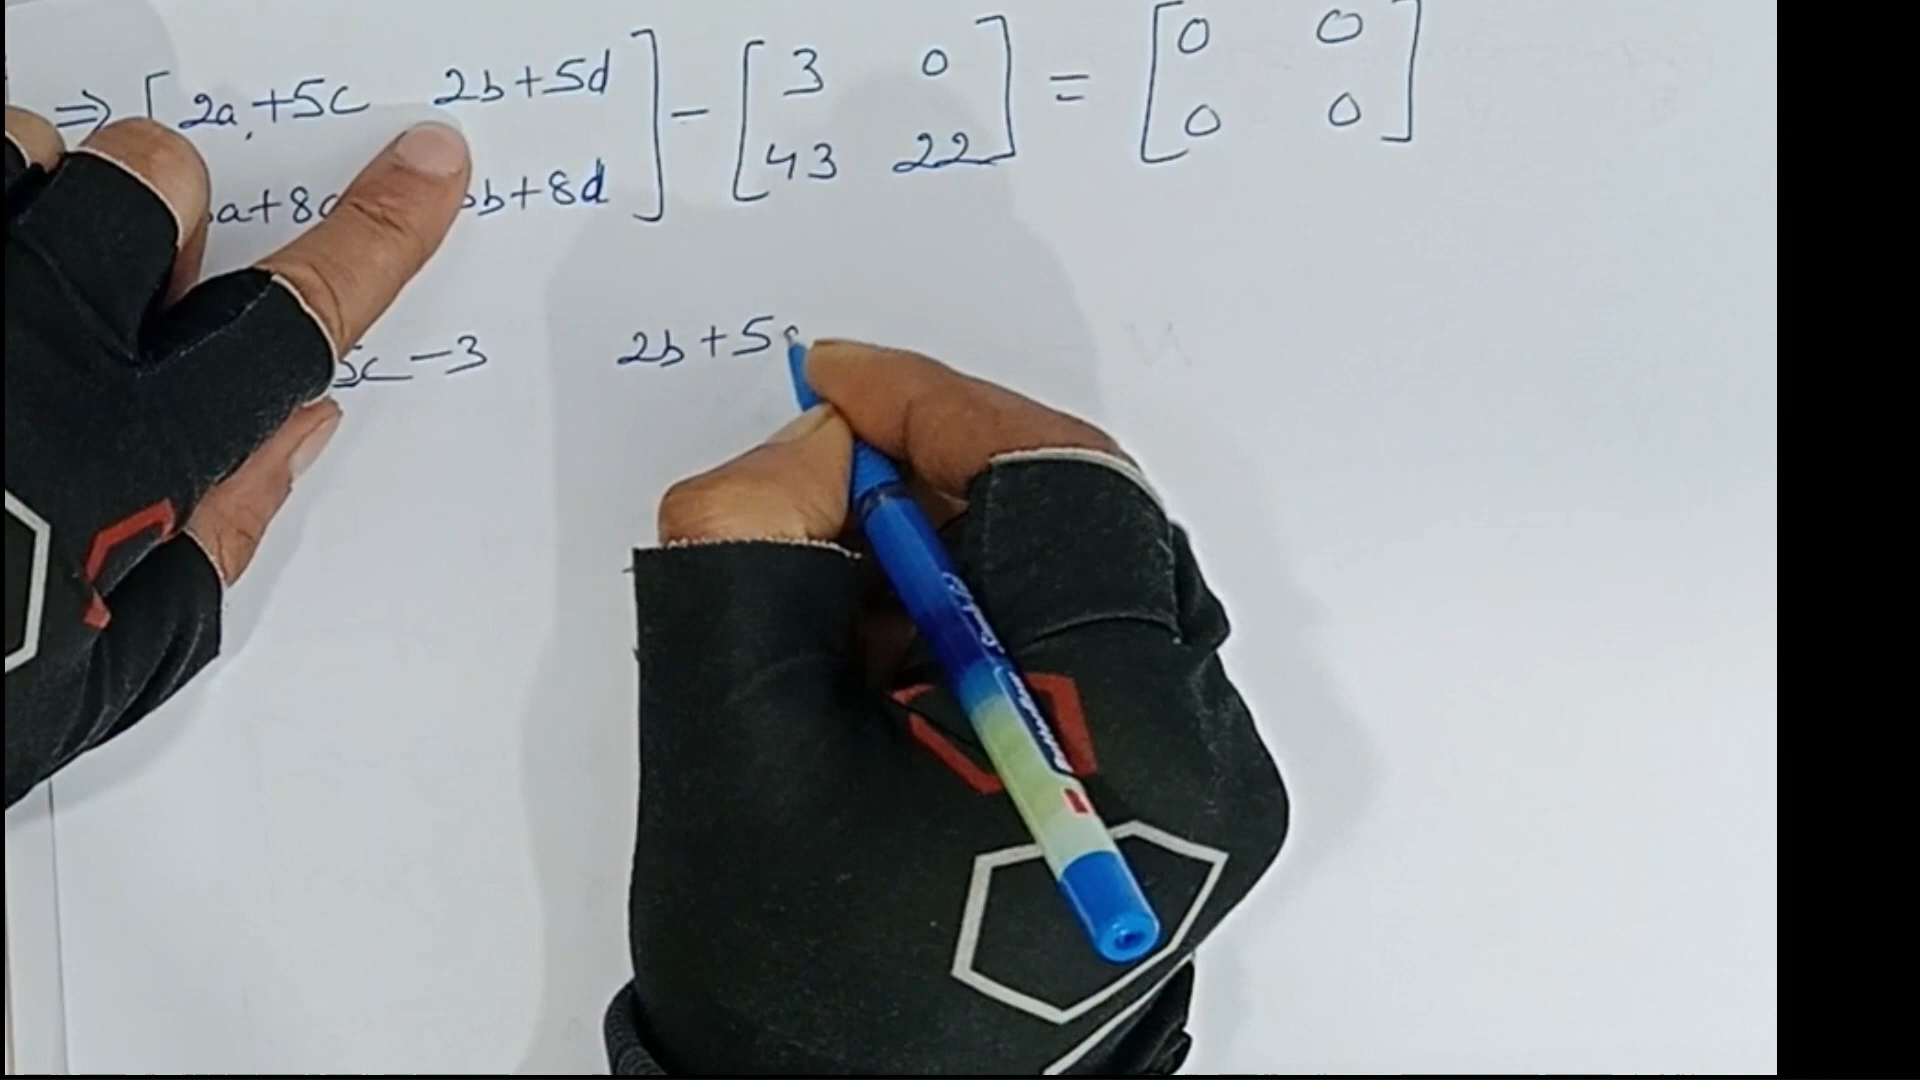 ⇒ [2a+5c 2b+5d] - [3 0] = [0 0]
a+8c b+8d 43 22 0 0
5c-3 2b+5